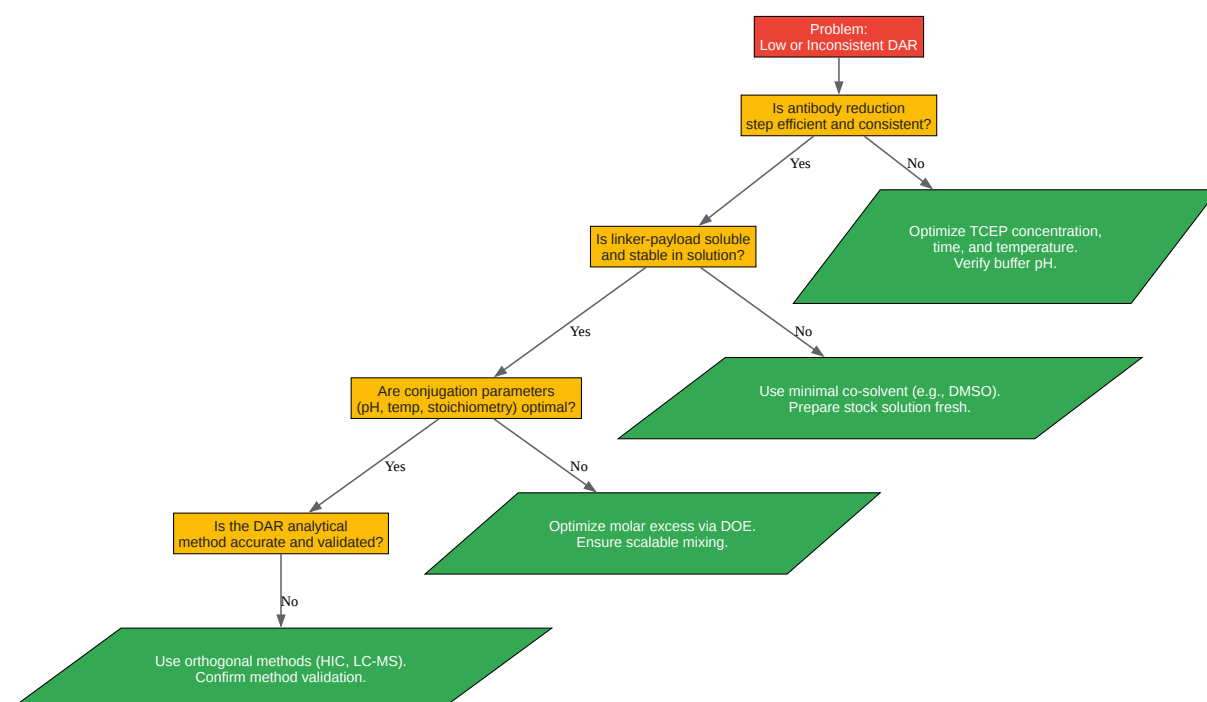 Problem:
Low or Inconsistent DAR
Is antibody reduction
step efficient and consistent?
Yes
No
Optimize TCEP concentration,
time, and temperature.
Verify buffer pH.
Is linker-payload soluble
and stable in solution?
Yes
No
Use minimal co-solvent (e.g., DMSO).
Prepare stock solution fresh.
Are conjugation parameters
(pH, temp, stoichiometry) optimal?
Yes
No
Optimize molar excess via DOE.
Ensure scalable mixing.
Is the DAR analytical
method accurate and validated?
No
Use orthogonal methods (HIC, LC-MS).
Confirm method validation.